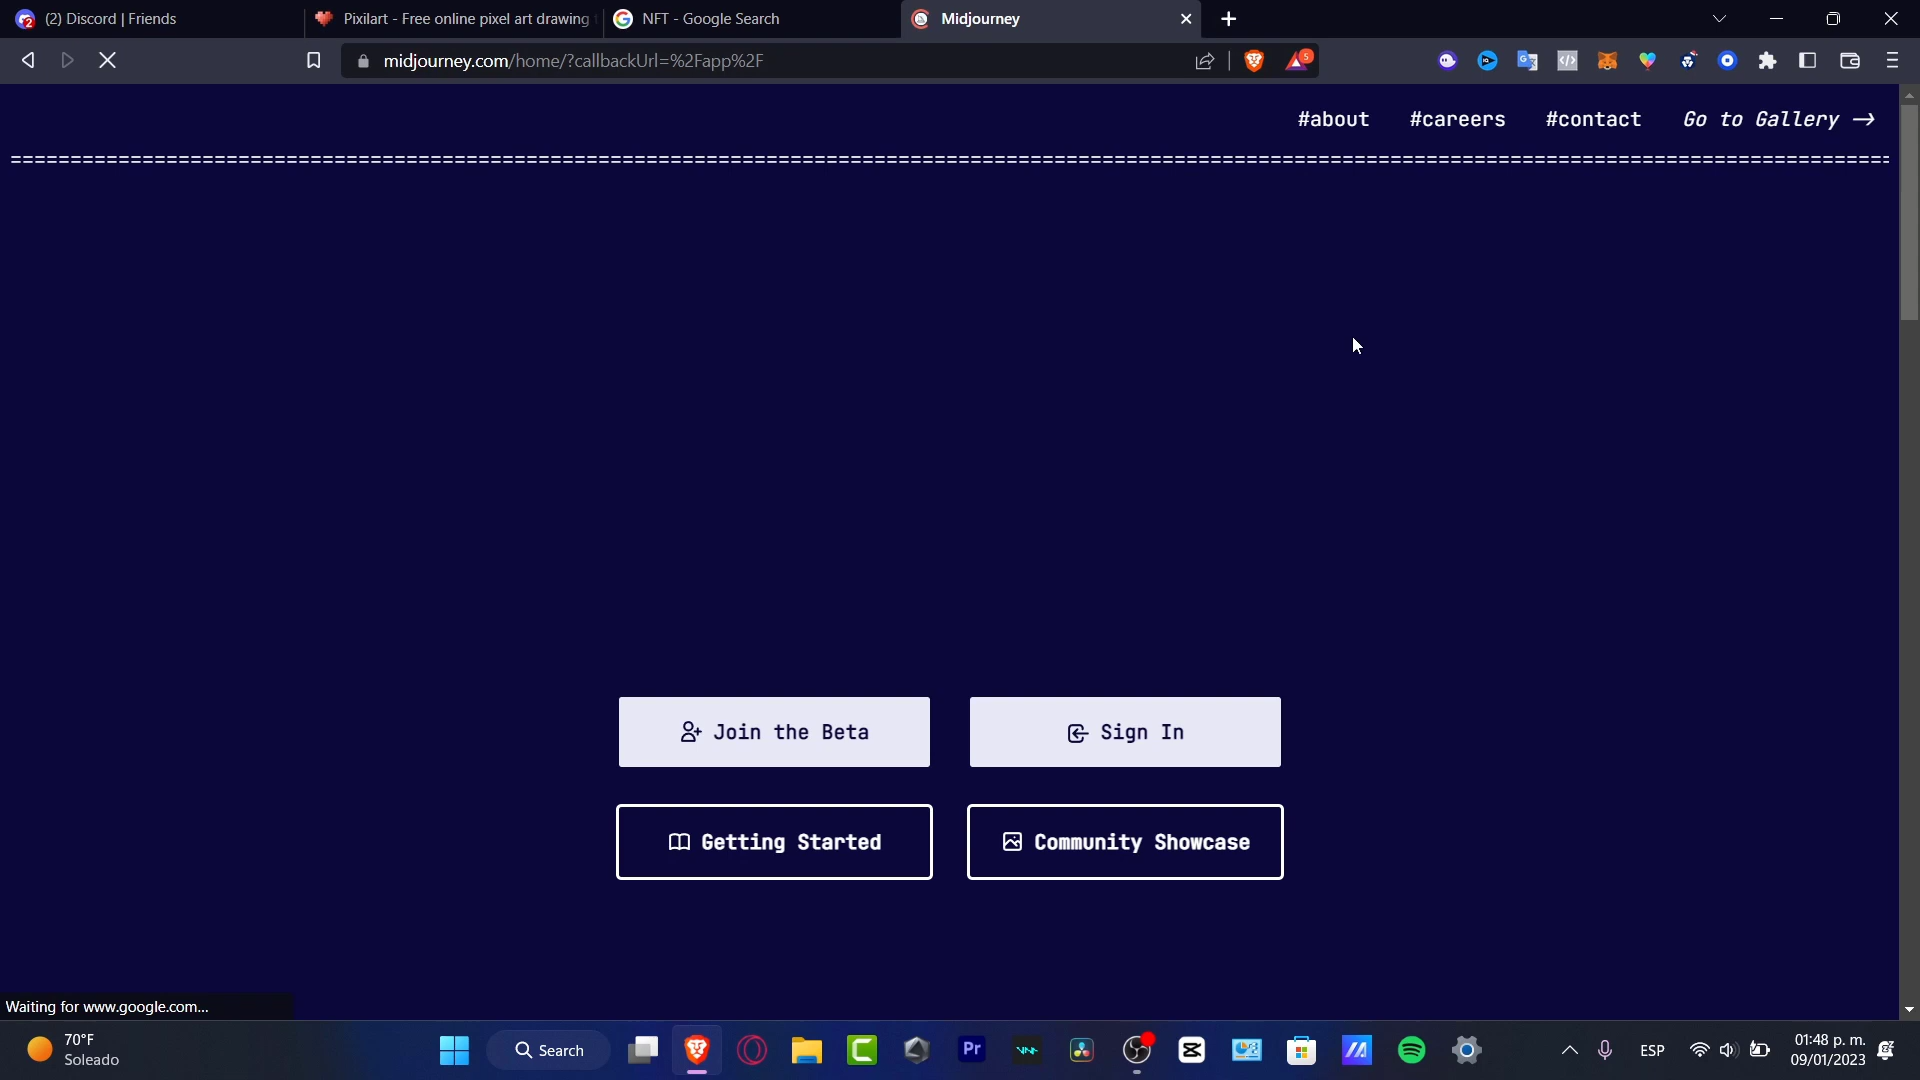 (2) Discord | Friends
Pixilart - Free online pixel art drawing
NFT - Google Search
Midjourney
midjourney.com/home/?callbackUrl=%2Fapp%2F
5
#about
#careers
#contact
Go to Gallery →
===========================================================================================================================================================
Join the Beta
Sign In
Getting Started
Community Showcase
Waiting for www.google.com...
70°F
Soleado
Search
Pr
ESP
01:48 p. m.
09/01/2023